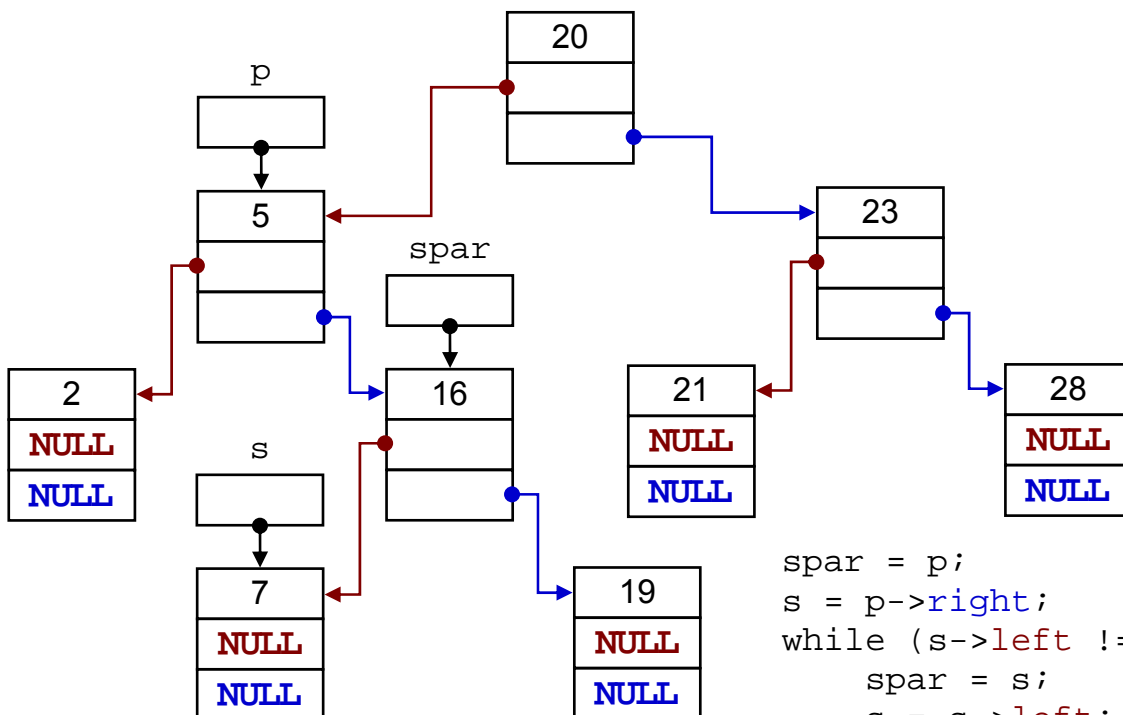 20
p
5
23
spar
2
NULL
NULL
16
21
NULL
NULL
28
NULL
NULL
s
7
NULL
NULL
19
NULL
NULL
spar = p;
s = p->right;
while (s->left !=
spar = s;
s = s->left;